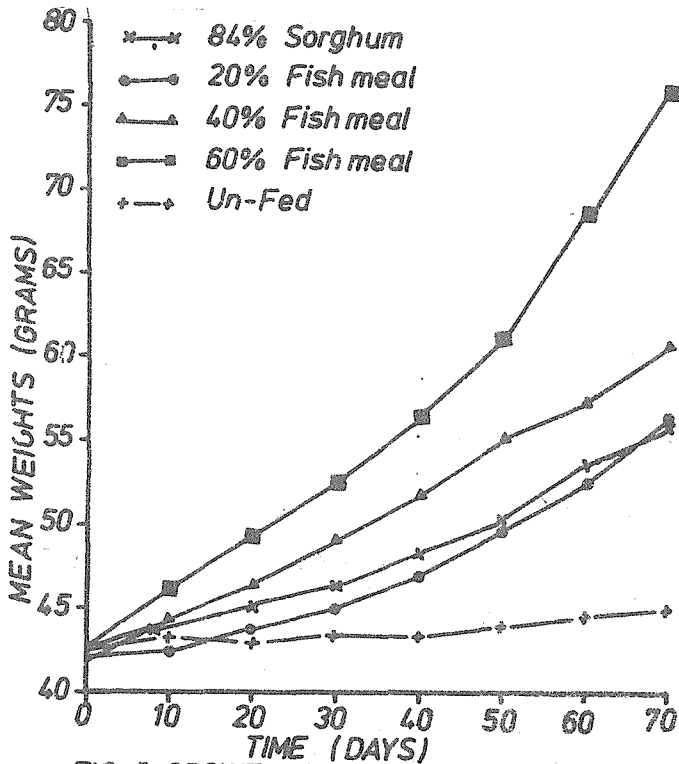 80
75
70
65
60
55
50
45
40
MEAN WEIGHTS (GRAMS)
84% Sorghum
20% Fish meal
40% Fish meal
60% Fish meal
Un-Fed
0 10 20 30 40 50 60 70
TIME (DAYS)